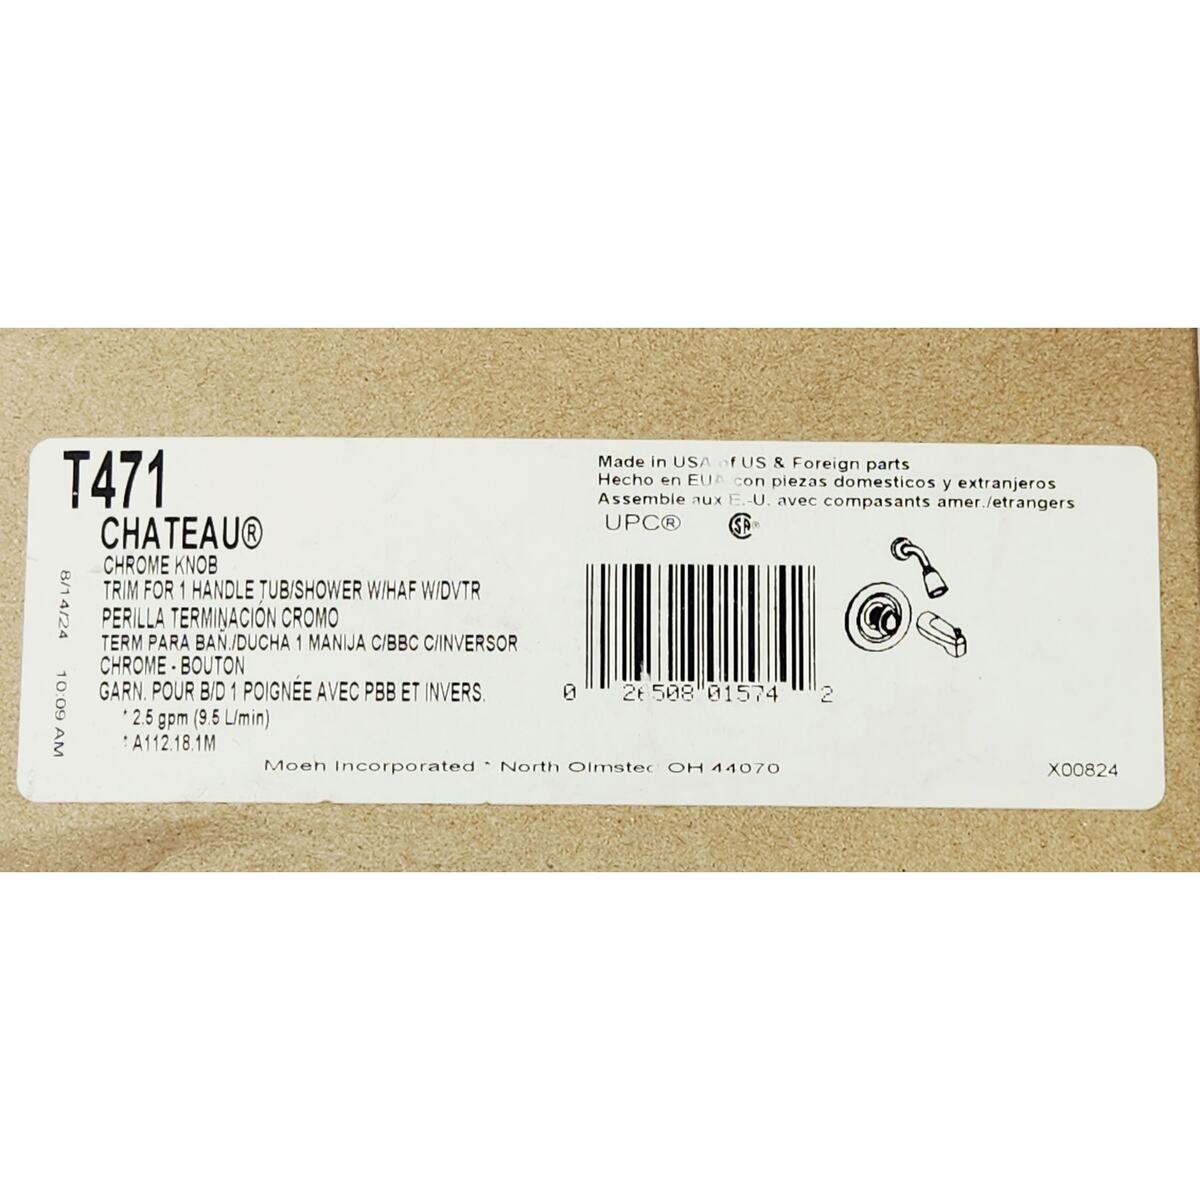 T471
CHATEAU®
CHROME KNOB
TRIM FOR 1 HANDLE TUB/SHOWER W/HAF W/DVTR
PERILLA TERMINACIÓN CROMO
TERM PARA BAÑ./DUCHA 1 MANIJA C/BBC C/INVERSOR
CHROME - BOUTON
GARN. POUR B/D 1 POIGNÉE AVEC PBB ET INVERS.
* 2.5 gpm (9.5 L/min)
* A112.18.1M
8/14/24 10:09 AM
Made in USA of US & Foreign parts
Hecho en EUA con piezas domesticos y extranjeros
Assemble aux E.-U. avec compasants amer./etrangers
UPC® SA®
0 26508 01574 2
Moen Incorporated * North Olmsted OH 44070
X00824